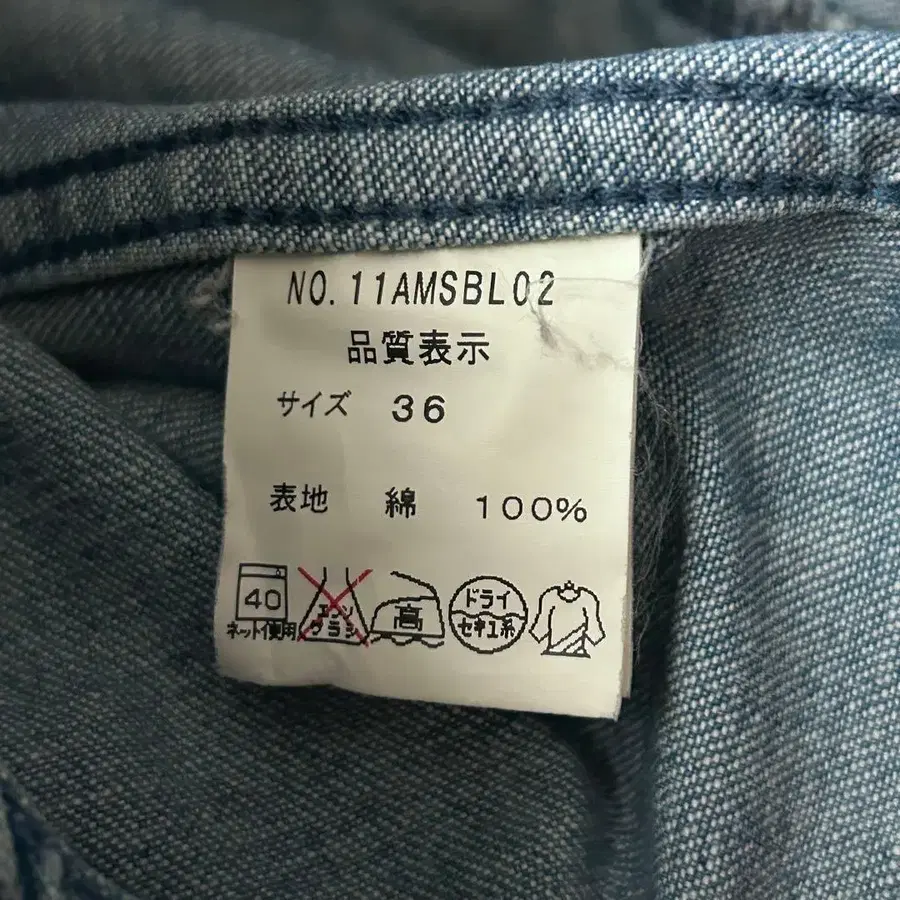 NO.11AMSBL02
品質表示
サイズ 36
表地 綿 100%
40 エンソ 高 ドライ
ネット使用 サラシ セキユ系